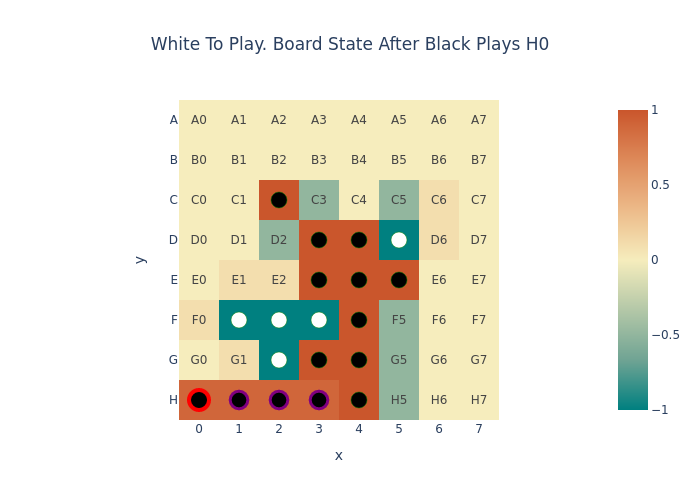 White To Play. Board State After Black Plays H0
A A0 A1 A2 A3 A4 A5 A6 A7
B B0 B1 B2 B3 B4 B5 B6 B7
C C0 C1 C3 C4 C5 C6 C7
D D0 D1 D2 D6 D7
E E0 E1 E2 E6 E7
F F0 F5 F6 F7
G G0 G1 G5 G6 G7
H H5 H6 H7
0 1 2 3 4 5 6 7
x
y
1
0.5
0
−0.5
−1